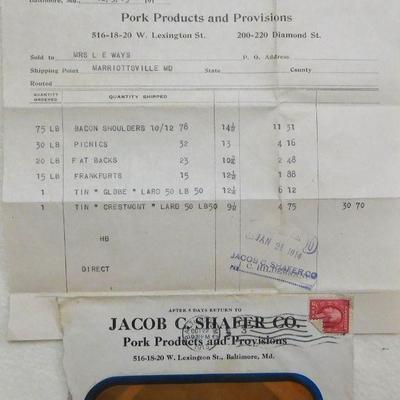 Baltimore, Md.,
Pork Products and Provisions
516-18-20 W. Lexington St. 200-220 Diamond St.
Sold to MRS L E WAYS P. O. Address
Shipping Point MARRIOTTSVILLE MD State County
Routed
QUANTITY ORDERED QUANTITY SHIPPED
75 LB BACON SHOULDERS 10/12 78 14½ 11 31
30 LB PICNICS 32 13 4 16
20 LB FAT BACKS 23 2 48
15 LB FRANKFURTS 15 12½ 1 88
1 TIN " GLOBE " LARD 50 LB 50 12¼ 6 12
1 TIN " CRESTMONT " LARD 50 LB50 9½ 4 75 30 70
HB
JAN 21
JACOB C. SHAFER CO.
PER
DIRECT
AFTER 5 DAYS RETURN TO
JACOB C. SHAFER CO.
Pork Products and Provisions
516-18-20 W. Lexington St., Baltimore, Md.